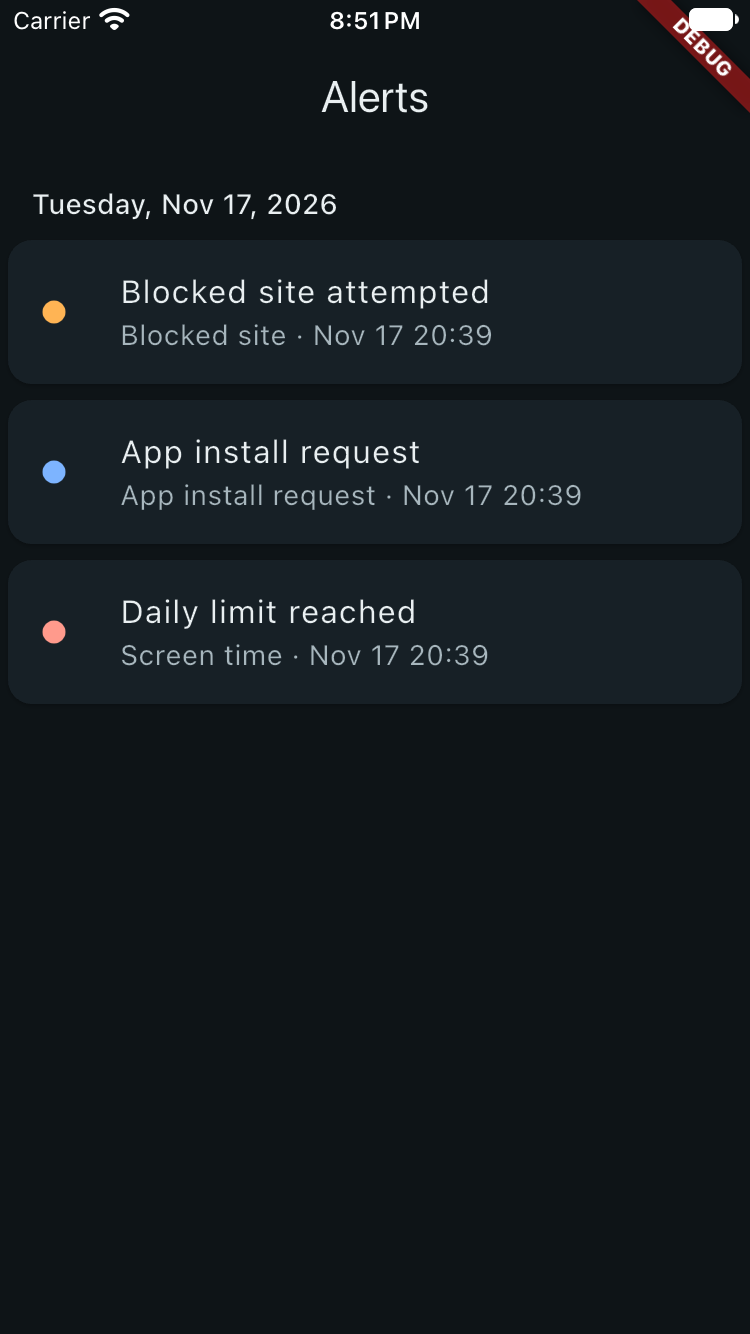 Carrier 8:51 PM
DEBUG
Alerts
Tuesday, Nov 17, 2026
Blocked site attempted
Blocked site · Nov 17 20:39
App install request
App install request · Nov 17 20:39
Daily limit reached
Screen time · Nov 17 20:39